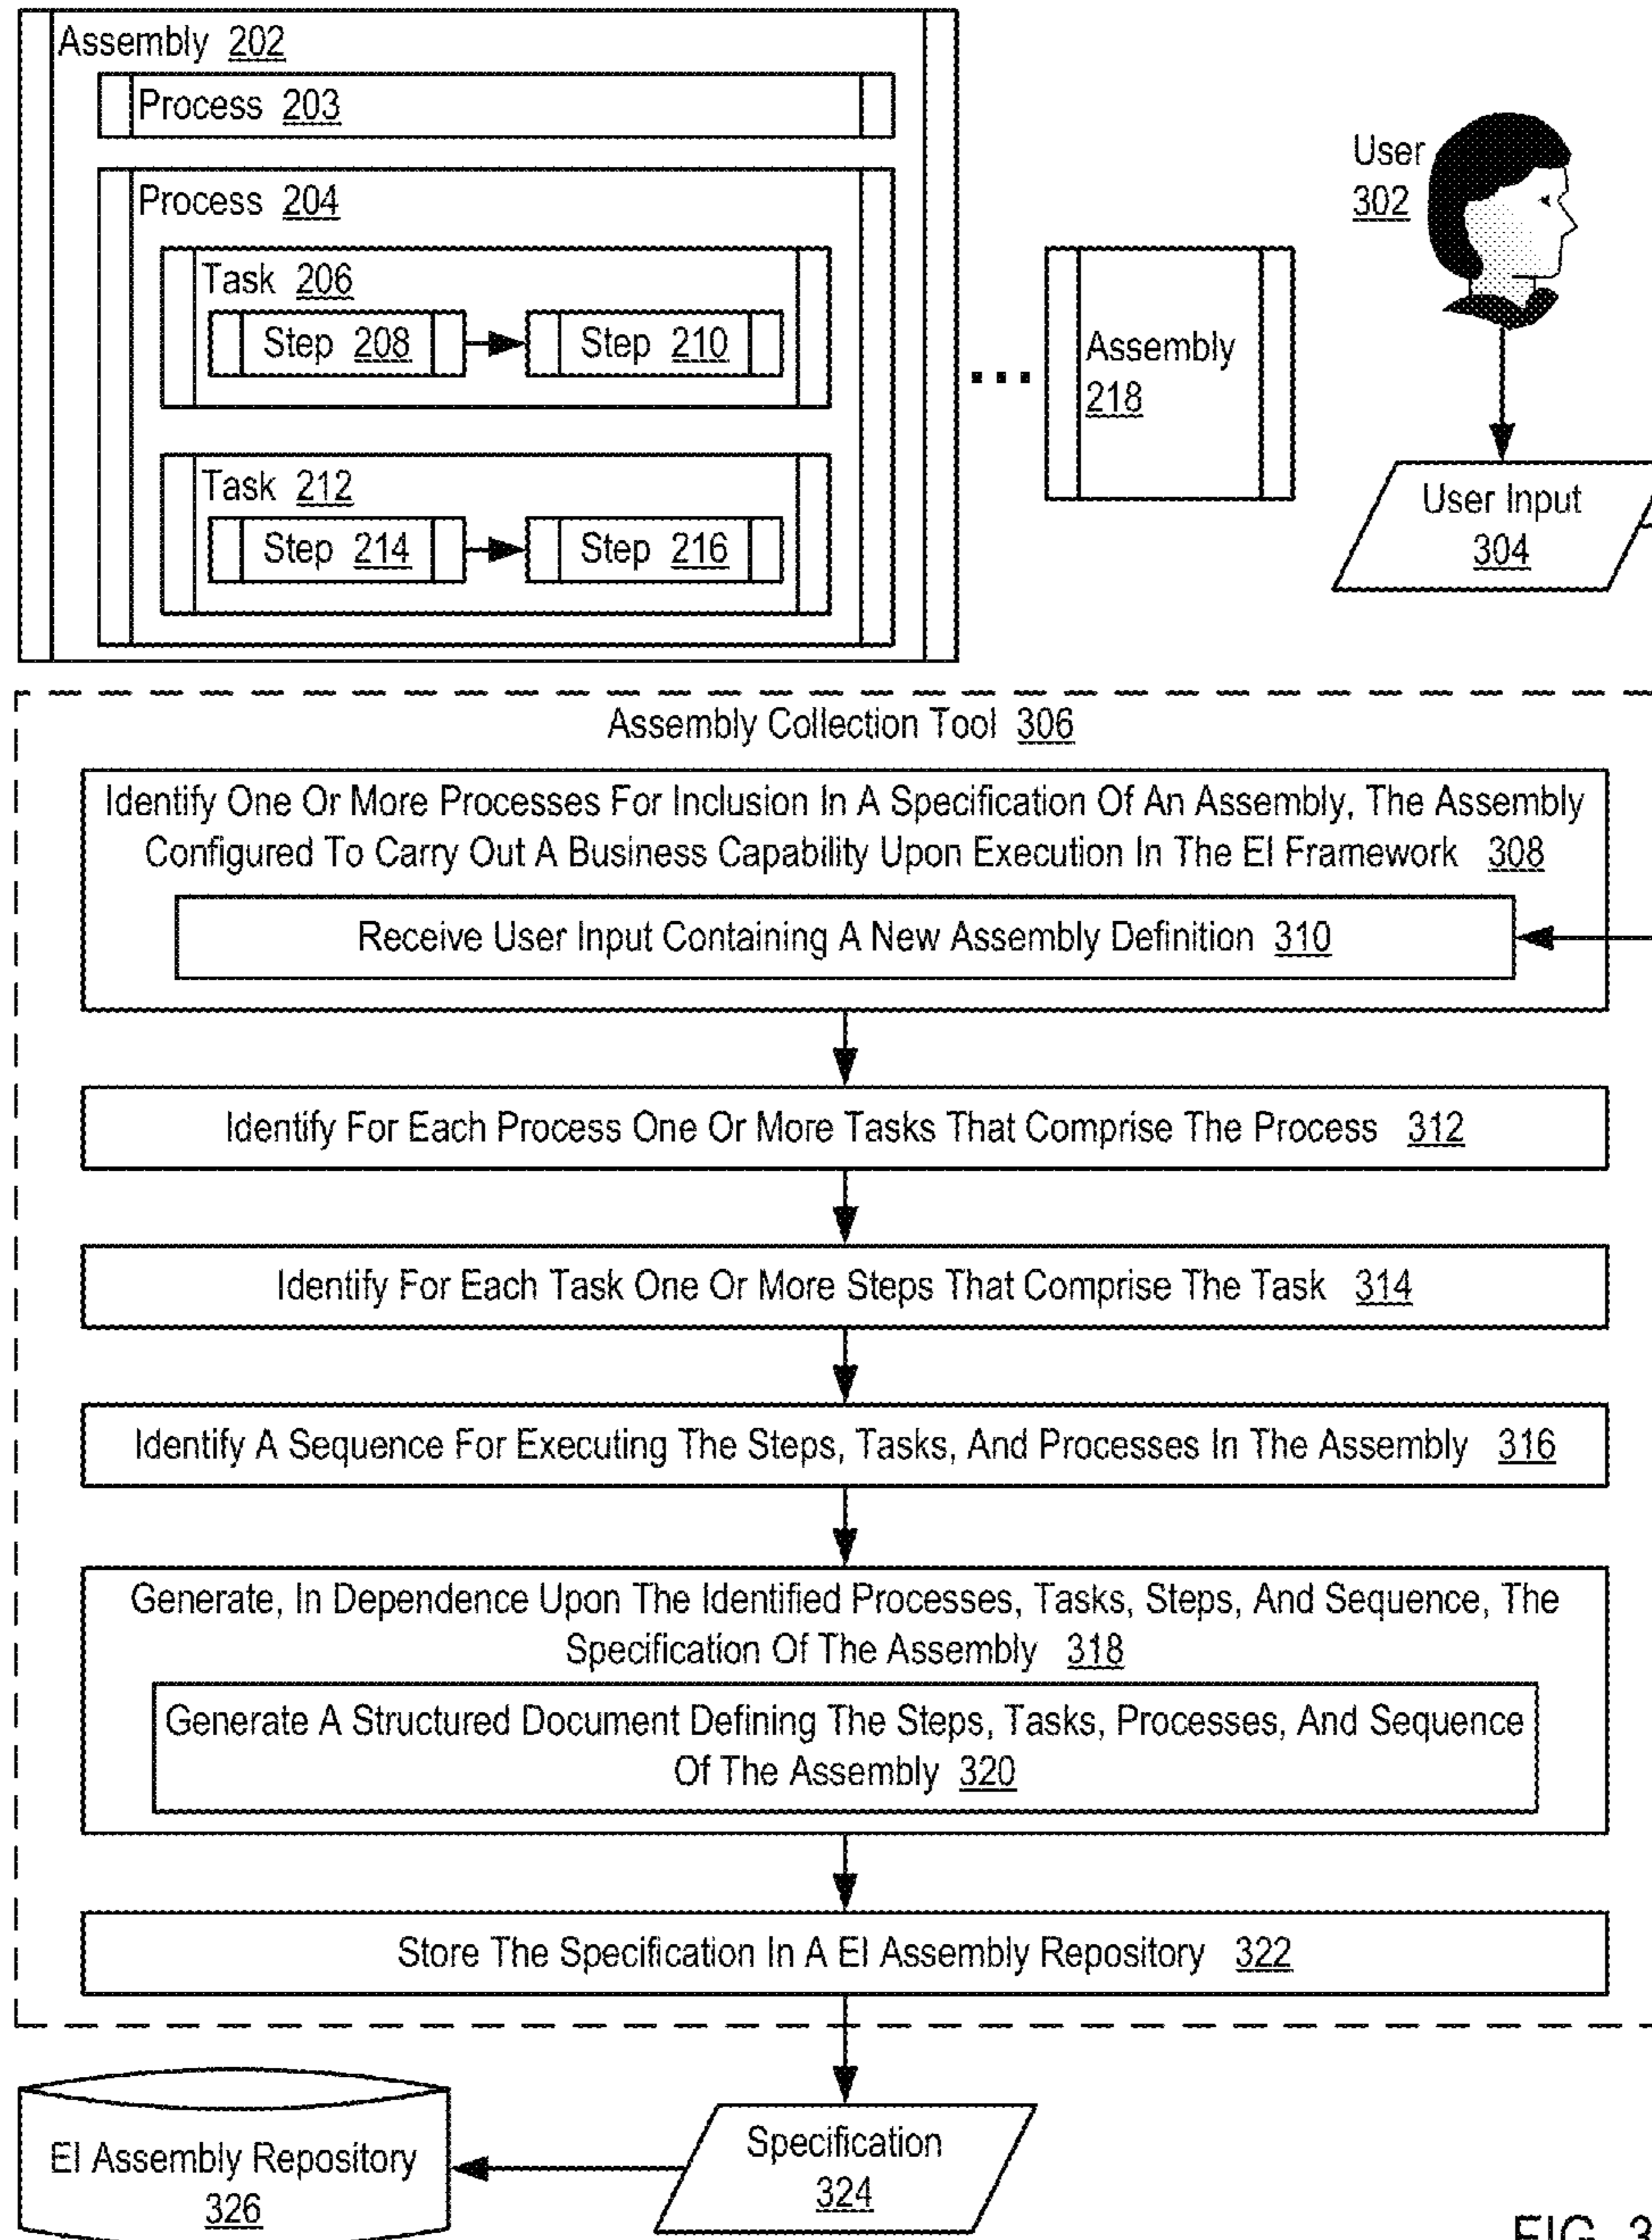 Assembly 202
Process 203
Process 204
Task 206
Step 208
Step 210
Task 212
Step 214
Step 216
Assembly
218
User
302
User Input
304
Assembly Collection Tool 306
Identify One Or More Processes For Inclusion In A Specification Of An Assembly, The Assembly
Configured To Carry Out A Business Capability Upon Execution In The EI Framework 308
Receive User Input Containing A New Assembly Definition 310
Identify For Each Process One Or More Tasks That Comprise The Process 312
Identify For Each Task One Or More Steps That Comprise The Task 314
Identify A Sequence For Executing The Steps, Tasks, And Processes In The Assembly 316
Generate, In Dependence Upon The Identified Processes, Tasks, Steps, And Sequence, The
Specification Of The Assembly 318
Generate A Structured Document Defining The Steps, Tasks, Processes, And Sequence
Of The Assembly 320
Store The Specification In A EI Assembly Repository 322
EI Assembly Repository
326
Specification
324
FIG. 3